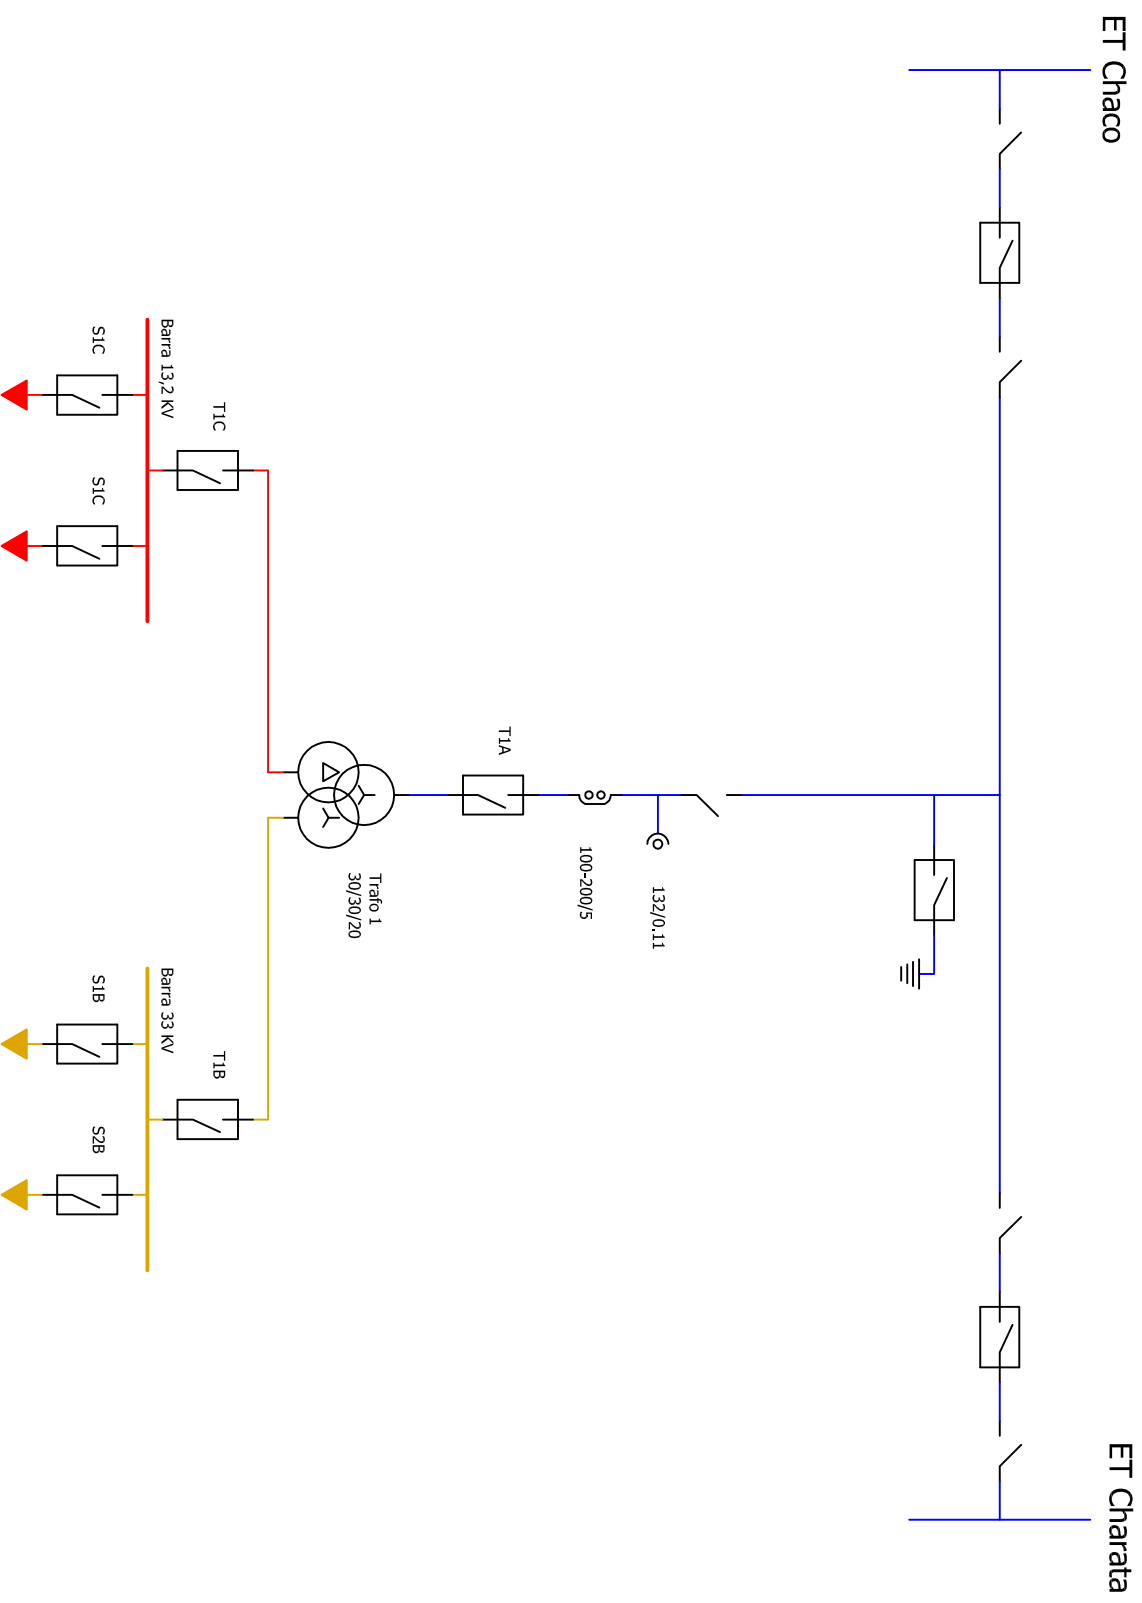 ET Chaco
ET Charata
132/0.11
100-200/5
T1A
Trafo 1
30/30/20
T1C
T1B
Barra 13,2 KV
Barra 33 KV
S1C
S1C
S1B
S2B